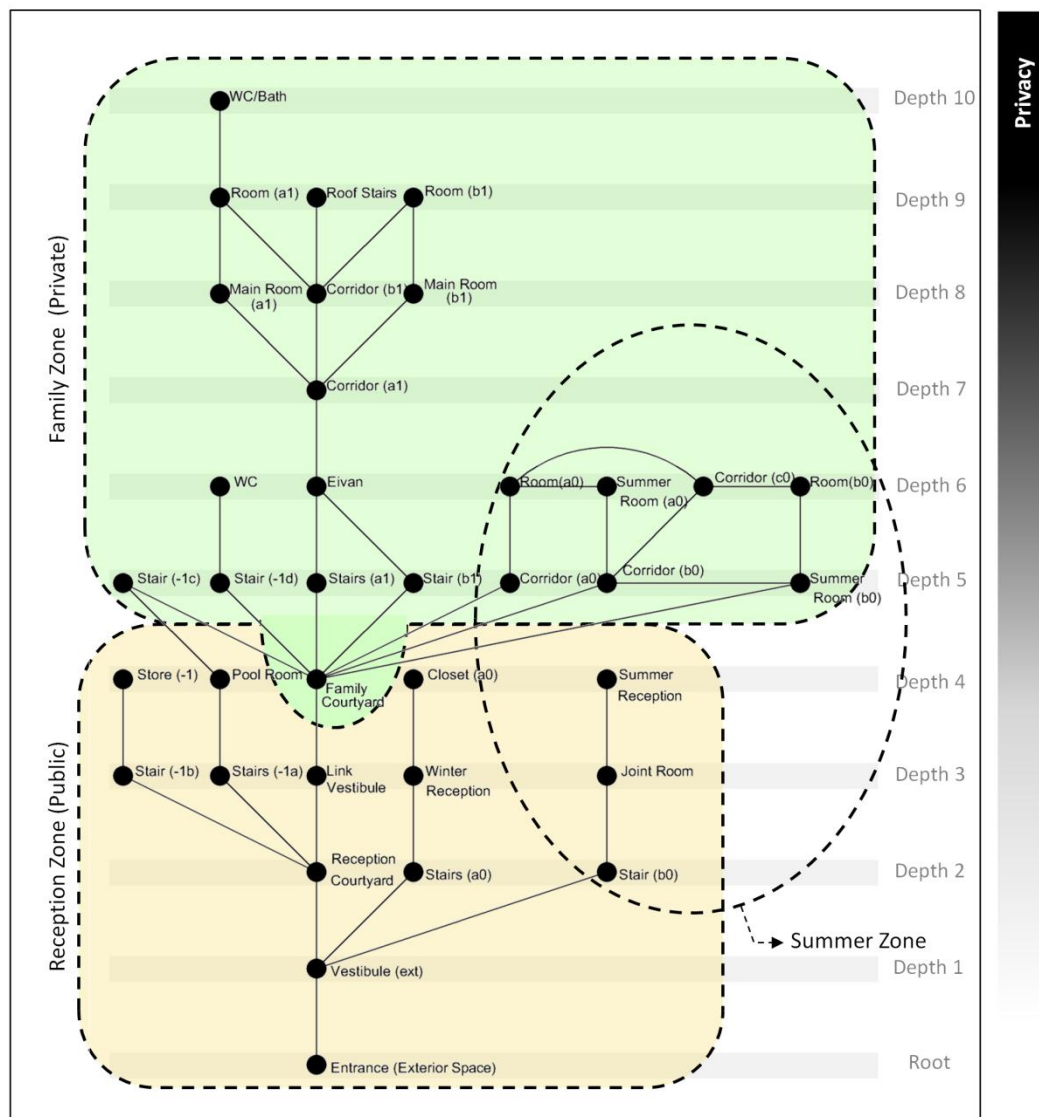 Privacy
WC/Bath
Depth 10
Room (a1)
Roof Stairs
Room (b1)
Depth 9
Main Room
(a1)
Corridor (b1)
Main Room
(b1)
Depth 8
Corridor (a1)
Depth 7
WC
Eivan
Room(a0)
Summer
Room (a0)
Corridor (c0)
Room(b0)
Depth 6
Stair (-1c)
Stair (-1d)
Stairs (a1)
Stair (b1)
Corridor (a0)
Corridor (b0)
Summer
Room (b0)
Depth 5
Family Zone (Private)
Store (-1)
Pool Room
Family
Courtyard
Closet (a0)
Summer
Reception
Depth 4
Stair (-1b)
Stairs (-1a)
Link
Vestibule
Winter
Reception
Joint Room
Depth 3
Reception
Courtyard
Stairs (a0)
Stair (b0)
Depth 2
Summer Zone
Vestibule (ext)
Depth 1
Entrance (Exterior Space)
Root
Reception Zone (Public)